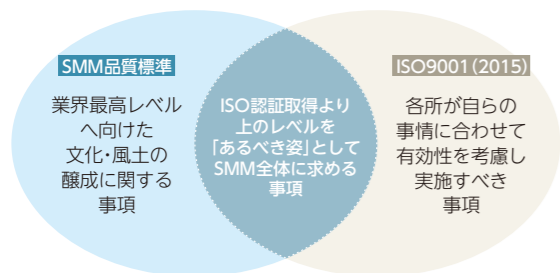 SMM品質標準
業界最高レベル
へ向けた
文化・風土の
醸成に関する
事項
ISO認証取得より
上のレベルを
「あるべき姿」として
SMM全体に求める
事項
ISO9001（2015）
各所が自らの
事情に合わせて
有効性を考慮し
実施すべき
事項